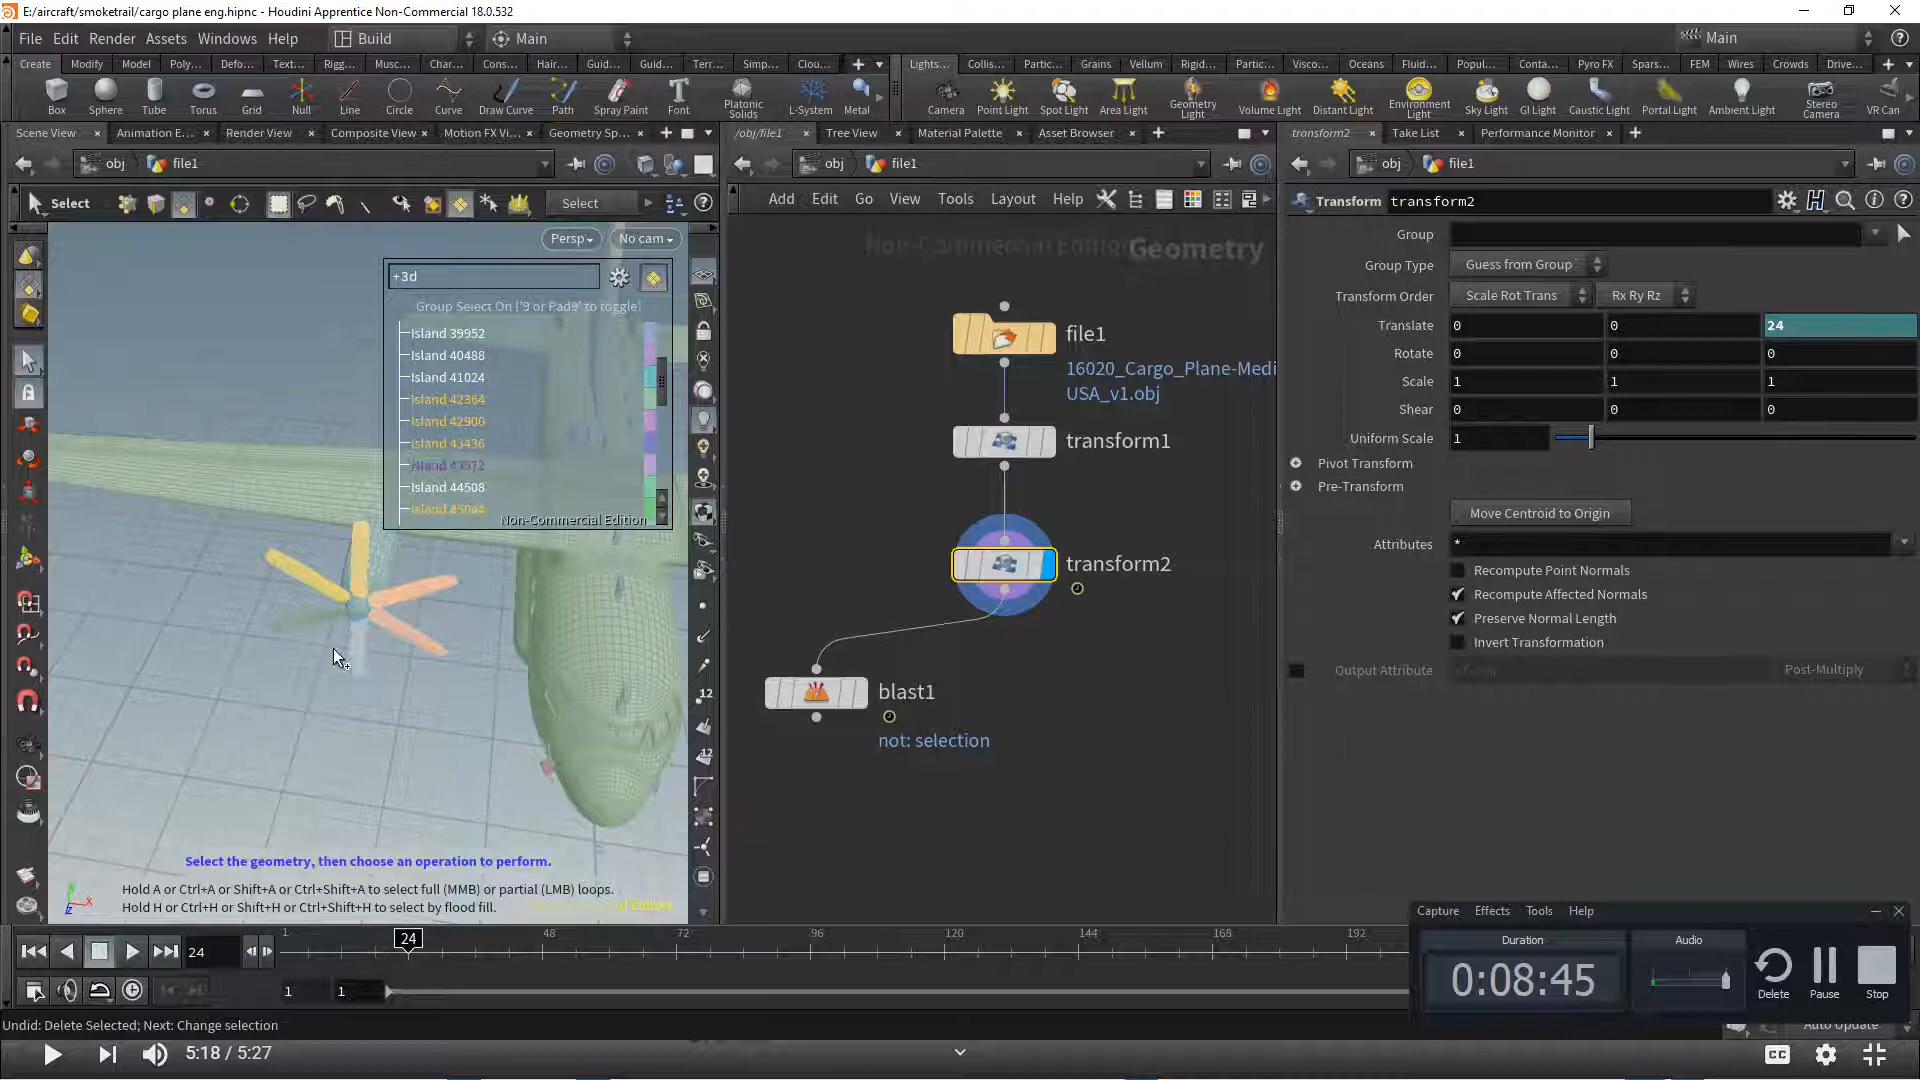 E:/aircraft/smoketrail/cargo plane eng.hipnc - Houdini Apprentice Non-Commercial 18.0.532
File Edit Render Assets Windows Help Build Main Main
Create Modify Model Poly... Defo... Text... Rigg... Musc... Char... Cons... Hair... Guid... Guid... Terr... Simp... Clou... Lights... Collis... Partic... Grains Vellum Rigid... Partic... Visco... Oceans Fluid... Popul... Conta... Pyro FX Spars... FEM Wires Crowds Drive...
Box Sphere Tube Torus Grid Null Line Circle Curve Draw Curve Path Spray Paint Font Platonic Solids L-System Metal Camera Point Light Spot Light Area Light Geometry Light Volume Light Distant Light Environment Light Sky Light GI Light Caustic Light Portal Light Ambient Light Stereo Camera VR Can
Scene View Animation E... Render View Composite View Motion FX Vi... Geometry Sp... /obj/file1 Tree View Material Palette Asset Browser transform2 Take List Performance Monitor
obj file1 obj file1 obj file1
Select Select Add Edit Go View Tools Layout Help Transform transform2
Persp No cam
+3d
Group Select On ('9 or Pad9' to toggle)
Island 39952
Island 40488
Island 41024
Island 42364
Island 42900
Island 43436
Island 43972
Island 44508
Island 45044
Non-Commercial Edition
Select the geometry, then choose an operation to perform.
Hold A or Ctrl+A or Shift+A or Ctrl+Shift+A to select full (MMB) or partial (LMB) loops.
Hold H or Ctrl+H or Shift+H or Ctrl+Shift+H to select by flood fill.
12
12
Non-Commercial Edition
Geometry
file1
16020_Cargo_Plane-Medi
USA_v1.obj
transform1
transform2
blast1
not: selection
Group
Group Type Guess from Group
Transform Order Scale Rot Trans Rx Ry Rz
Translate 0 0 24
Rotate 0 0 0
Scale 1 1 1
Shear 0 0 0
Uniform Scale 1
Pivot Transform
Pre-Transform
Move Centroid to Origin
Attributes *
Recompute Point Normals
Recompute Affected Normals
Preserve Normal Length
Invert Transformation
Output Attribute Post-Multiply
Capture Effects Tools Help
Duration Audio
0:08:45
Delete Pause Stop
24 1 24 48 72 96 120 144 168 192
1 1
Undid: Delete Selected; Next: Change selection
Auto Update
5:18 / 5:27
CC